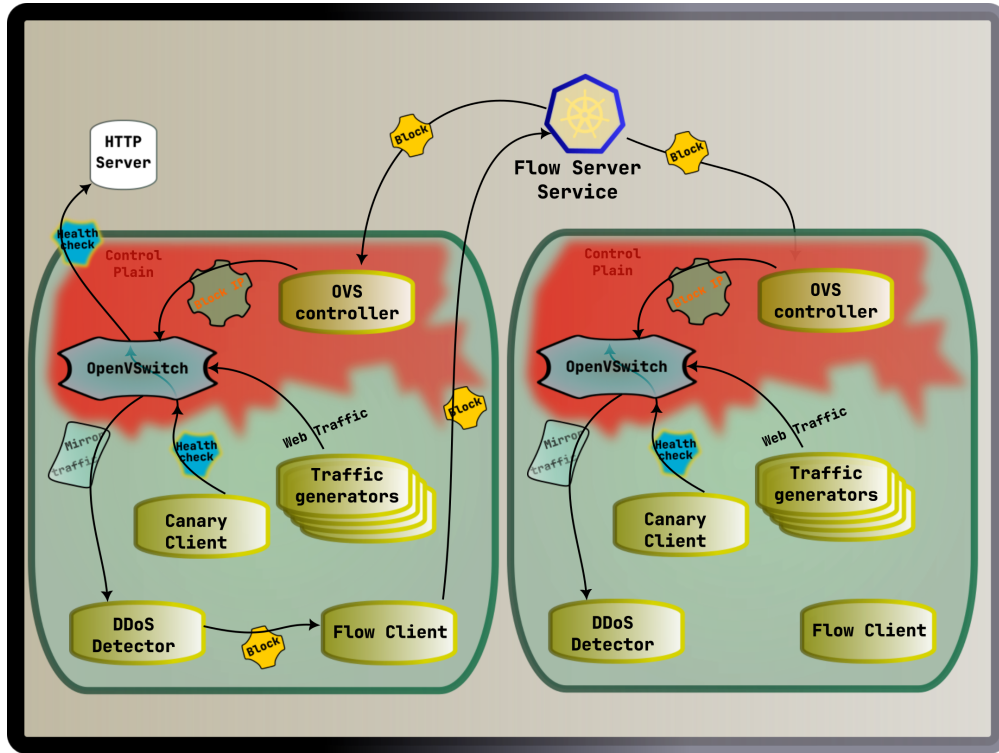 HTTP
Server
Block
Block
Flow Server
Service
Health
check
Control
Plain
Block IP
OVS
controller
OpenVSwitch
Mirror
traffic
Health
check
Web Traffic
Block
Traffic
generators
Canary
Client
DDoS
Detector
Block
Flow Client
Control
Plain
Block IP
OVS
controller
OpenVSwitch
Mirror
traffic
Health
check
Web Traffic
Traffic
generators
Canary
Client
DDoS
Detector
Flow Client